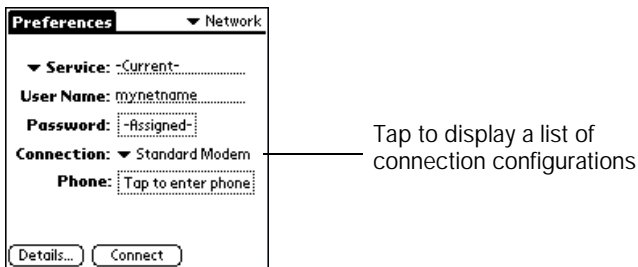 Preferences ▼ Network
▼ Service: -Current-
User Name: mynetname
Password: -Assigned-
Connection: ▼ Standard Modem
Phone: Tap to enter phone
Tap to display a list of
connection configurations
Details... Connect